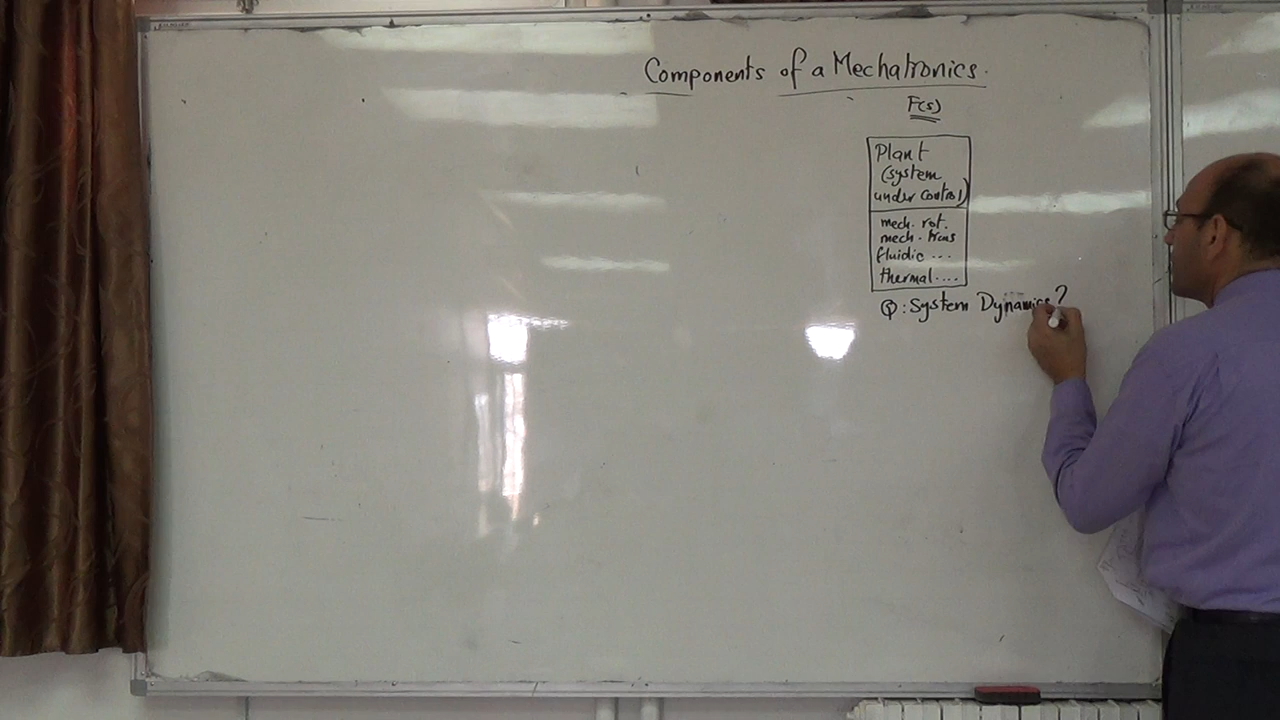 Components of a Mechatronics.
F(s)
Plant
(system
under control)
mech. rot.
mech. trans
fluidic ...
thermal....
Q: System Dynamics?